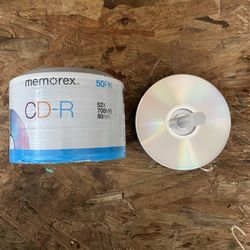 memorex
50PK
CD-R
52X
700MB
80min